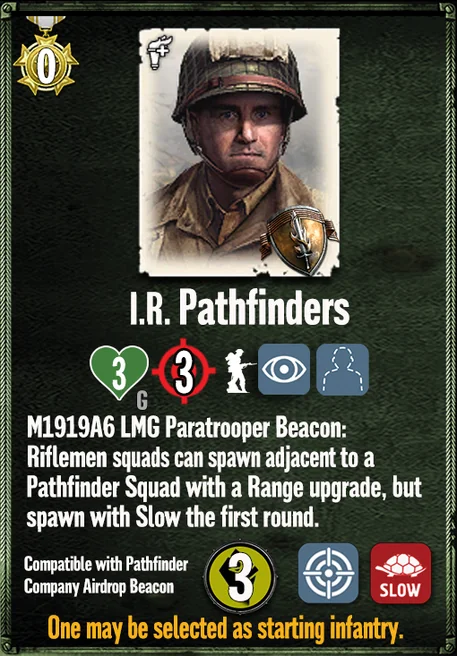 0
I.R. Pathfinders
3
G
3
M1919A6 LMG Paratrooper Beacon:
Riflemen squads can spawn adjacent to a
Pathfinder Squad with a Range upgrade, but
spawn with Slow the first round.
Compatible with Pathfinder
Company Airdrop Beacon
3
SLOW
One may be selected as starting infantry.